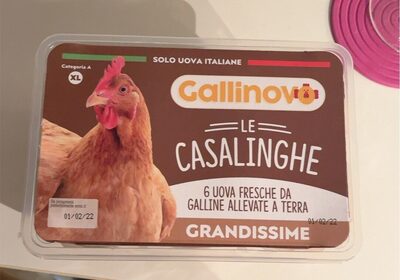 SOLO UOVA ITALIANE
Categoria A
XL
Gallinovo
LE
CASALINGHE
6 UOVA FRESCHE DA
GALLINE ALLEVATE A TERRA
01/02/22
01/02/22
GRANDISSIME